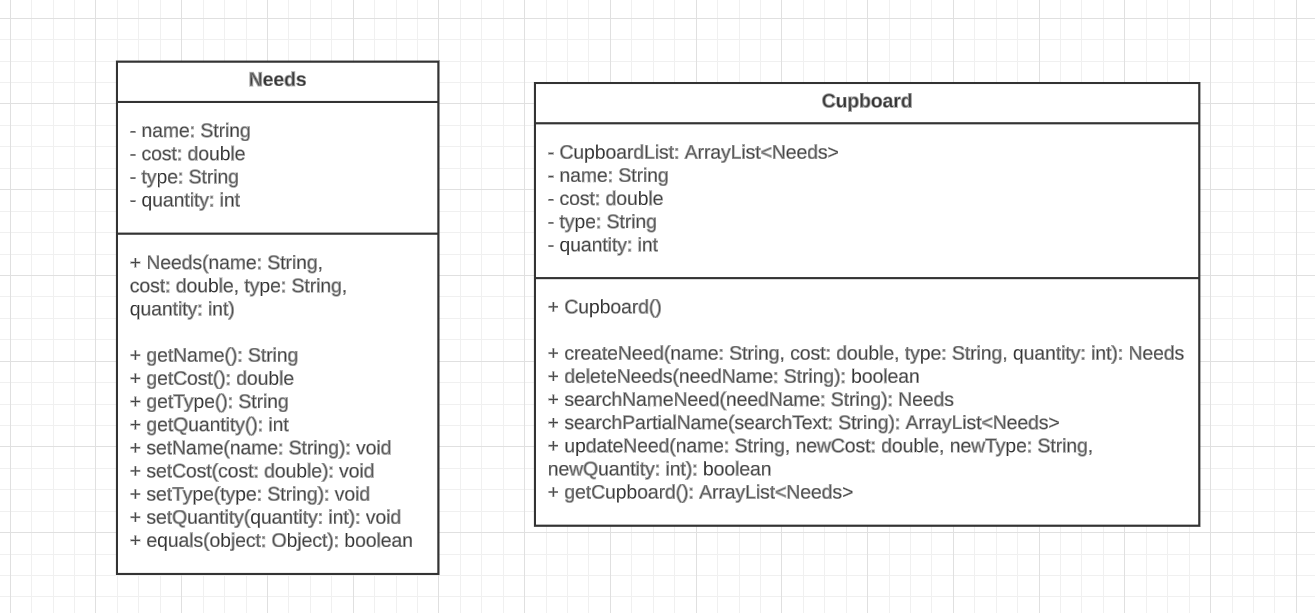 Needs
- name: String
- cost: double
- type: String
- quantity: int
+ Needs(name: String,
cost: double, type: String,
quantity: int)
+ getName(): String
+ getCost(): double
+ getType(): String
+ getQuantity(): int
+ setName(name: String): void
+ setCost(cost: double): void
+ setType(type: String): void
+ setQuantity(quantity: int): void
+ equals(object: Object): boolean
Cupboard
- CupboardList: ArrayList<Needs>
- name: String
- cost: double
- type: String
- quantity: int
+ Cupboard()
+ createNeed(name: String, cost: double, type: String, quantity: int): Needs
+ deleteNeeds(needName: String): boolean
+ searchNameNeed(needName: String): Needs
+ searchPartialName(searchText: String): ArrayList<Needs>
+ updateNeed(name: String, newCost: double, newType: String,
newQuantity: int): boolean
+ getCupboard(): ArrayList<Needs>